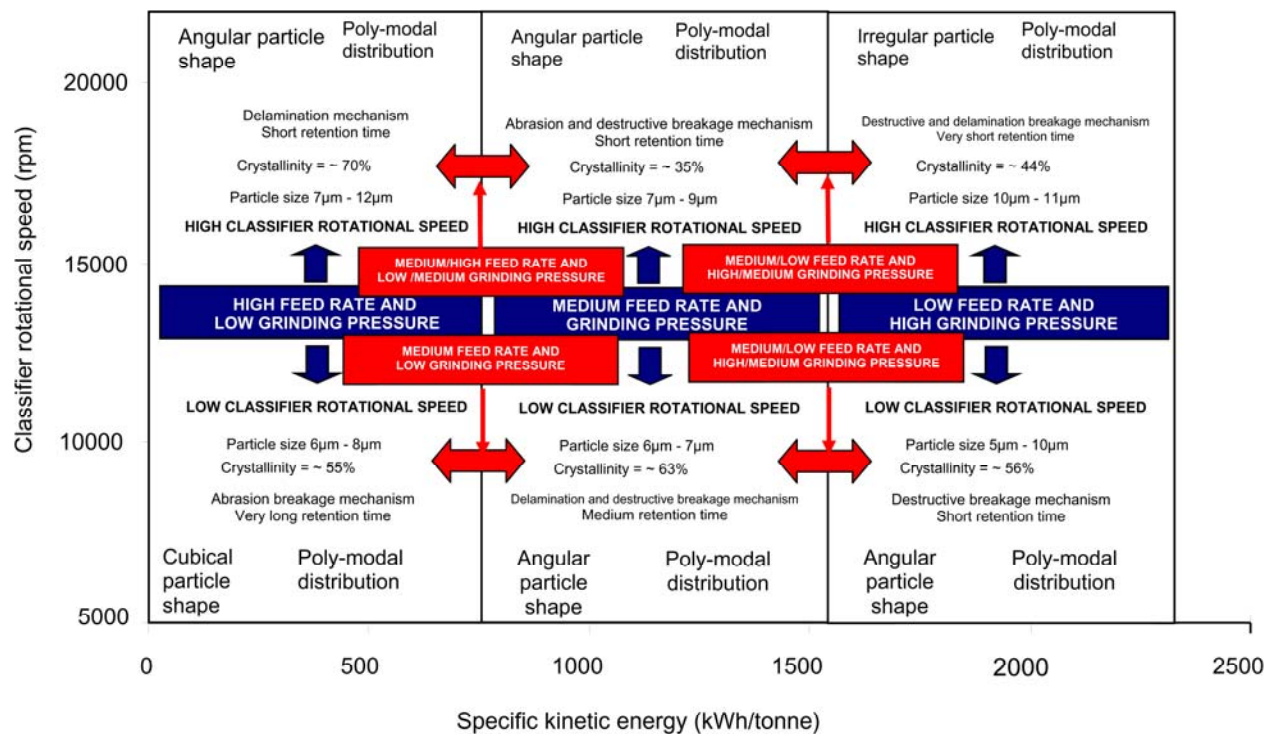 Angular particle
shape
Poly-modal
distribution
Angular particle
shape
Poly-modal
distribution
Irregular particle
shape
Poly-modal
distribution
20000
Delamination mechanism
Short retention time
Crystallinity = ~ 70%
Particle size 7µm - 12µm
HIGH CLASSIFIER ROTATIONAL SPEED
Abrasion and destructive breakage mechanism
Short retention time
Crystallinity = ~ 35%
Particle size 7µm - 9µm
HIGH CLASSIFIER ROTATIONAL SPEED
Destructive and delamination breakage mechanism
Very short retention time
Crystallinity = ~ 44%
Particle size 10µm - 11µm
HIGH CLASSIFIER ROTATIONAL SPEED
Classifier rotational speed (rpm)
15000
MEDIUM/HIGH FEED RATE AND
LOW /MEDIUM GRINDING PRESSURE
MEDIUM/LOW FEED RATE AND
HIGH/MEDIUM GRINDING PRESSURE
HIGH FEED RATE AND
LOW GRINDING PRESSURE
MEDIUM FEED RATE AND
GRINDING PRESSURE
LOW FEED RATE AND
HIGH GRINDING PRESSURE
MEDIUM FEED RATE AND
LOW GRINDING PRESSURE
MEDIUM/LOW FEED RATE AND
HIGH/MEDIUM GRINDING PRESSURE
10000
LOW CLASSIFIER ROTATIONAL SPEED
Particle size 6µm - 8µm
Crystallinity = ~ 55%
Abrasion breakage mechanism
Very long retention time
LOW CLASSIFIER ROTATIONAL SPEED
Particle size 6µm - 7µm
Crystallinity = ~ 63%
Delamination and destructive breakage mechanism
Medium retention time
LOW CLASSIFIER ROTATIONAL SPEED
Particle size 5µm - 10µm
Crystallinity = ~ 56%
Destructive breakage mechanism
Short retention time
Cubical
particle
shape
Poly-modal
distribution
Angular
particle
shape
Poly-modal
distribution
Angular
particle
shape
Poly-modal
distribution
5000
0
500
1000
1500
2000
2500
Specific kinetic energy (kWh/tonne)